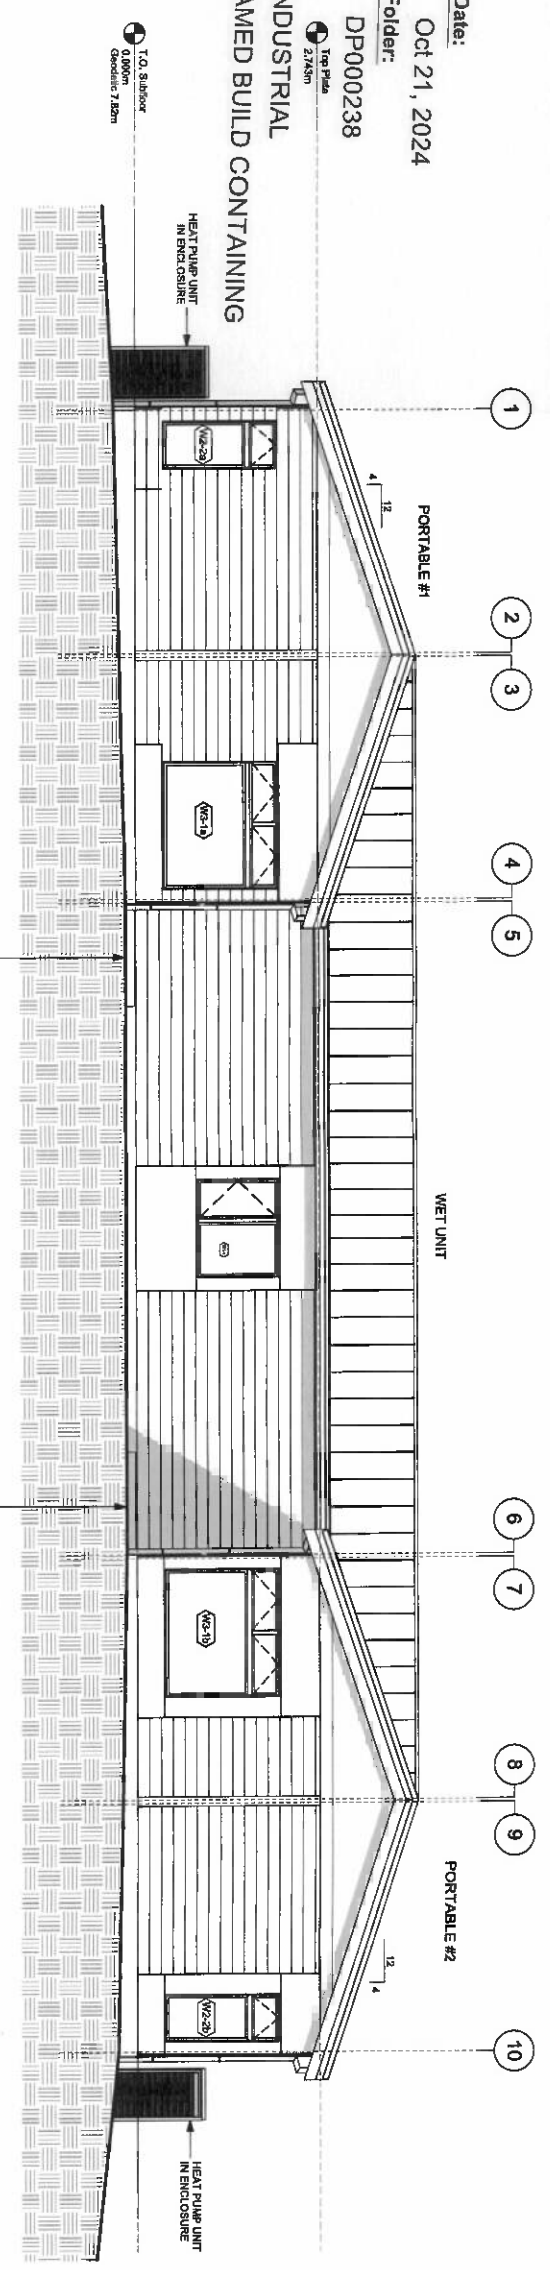 Date:
Oct 21, 2024
Folder:
DP000238
NDUSTRIAL
AMED BUILD CONTAINING
Top Plate
2.743m
T.O. Subfloor
0.000m
Geodetic 7.82m
1
2
3
4
5
6
7
8
9
10
PORTABLE #1
WET UNIT
PORTABLE #2
4
12
12
4
HEAT PUMP UNIT
IN ENCLOSURE
W2-2a
W3-1a
W3-1b
W2-2b
HEAT PUMP UNIT
IN ENCLOSURE